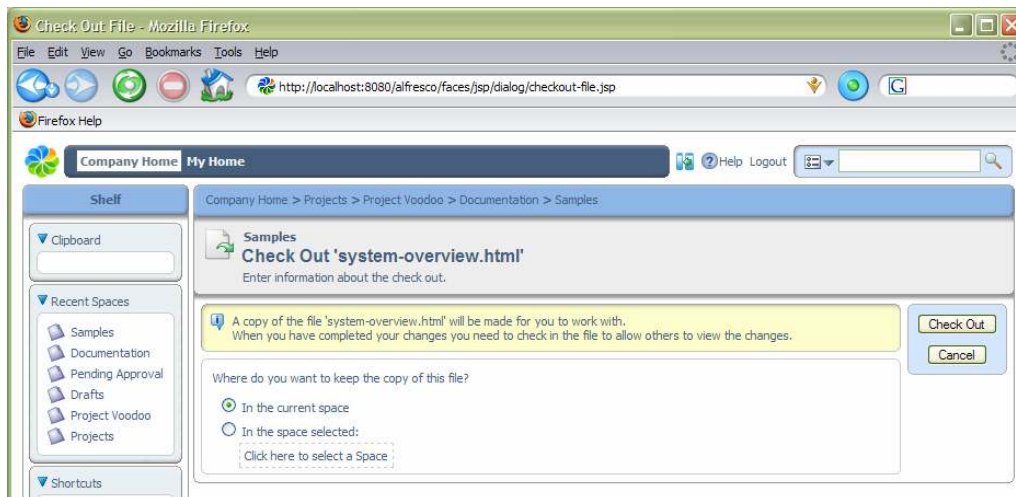 Check Out File - Mozilla Firefox
File Edit View Go Bookmarks Tools Help
http://localhost:8080/alfresco/faces/jsp/dialog/checkout-file.jsp
G
Firefox Help
Company Home My Home
Help Logout
Shelf
Company Home > Projects > Project Voodoo > Documentation > Samples
Clipboard
Samples
Check Out 'system-overview.html'
Enter information about the check out.
Recent Spaces
Samples
Documentation
Pending Approval
Drafts
Project Voodoo
Projects
A copy of the file 'system-overview.html' will be made for you to work with.
When you have completed your changes you need to check in the file to allow others to view the changes.
Check Out
Cancel
Where do you want to keep the copy of this file?
In the current space
In the space selected:
Click here to select a Space
Shortcuts